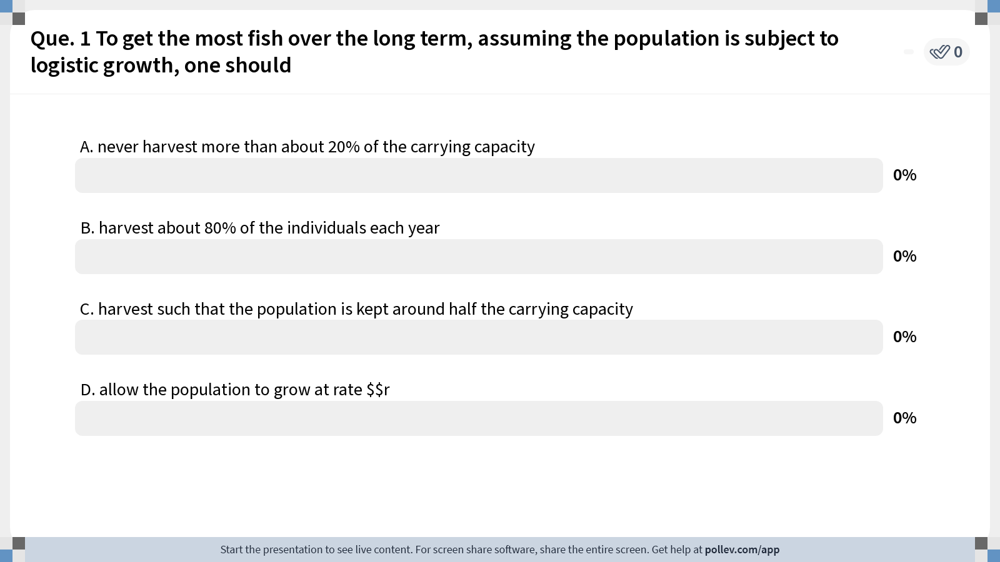 Que. 1 To get the most fish over the long term, assuming the population is subject to
logistic growth, one should
0
A. never harvest more than about 20% of the carrying capacity
0%
B. harvest about 80% of the individuals each year
0%
C. harvest such that the population is kept around half the carrying capacity
0%
D. allow the population to grow at rate $$r
0%
Start the presentation to see live content. For screen share software, share the entire screen. Get help at pollev.com/app